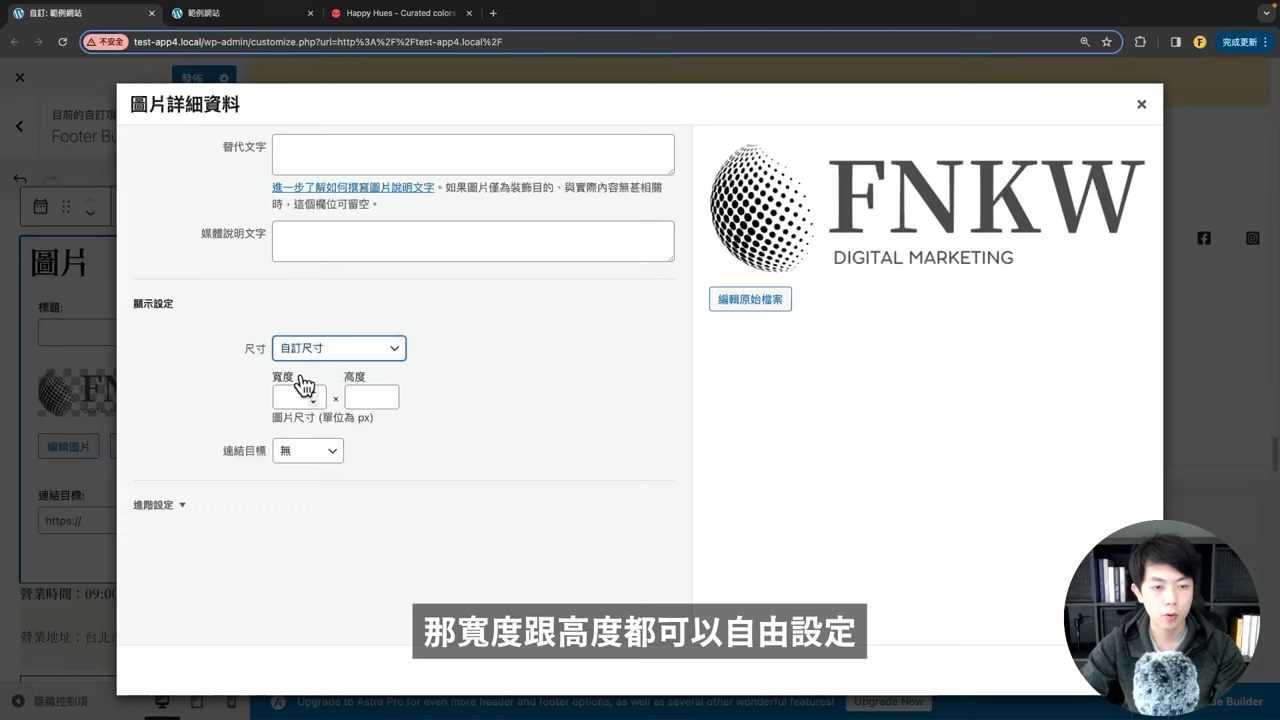 自訂: 範例網站
範例網站
Happy Hues - Curated colors
不安全
test-app4.local/wp-admin/customize.php?url=http%3A%2F%2Ftest-app4.local%2F
完成更新
發佈
目前的自訂項
Footer Bu
圖片詳細資料
替代文字
進一步了解如何撰寫圖片說明文字。如果圖片僅為裝飾目的、與實際內容無甚相關
時，這個欄位可留空。
媒體說明文字
顯示設定
尺寸
自訂尺寸
寬度
高度
×
圖片尺寸 (單位為 px)
連結目標
無
進階設定
FNKW
DIGITAL MARKETING
編輯原始檔案
圖片
標題:
FN
編輯圖片
連結目標:
https://
營業時間：09:00
營業地址：台北
那寬度跟高度都可以自由設定
隱藏控制項
Upgrade to Astra Pro for even more header and footer options, as well as several other wonderful features!
Upgrade Now
de Builder